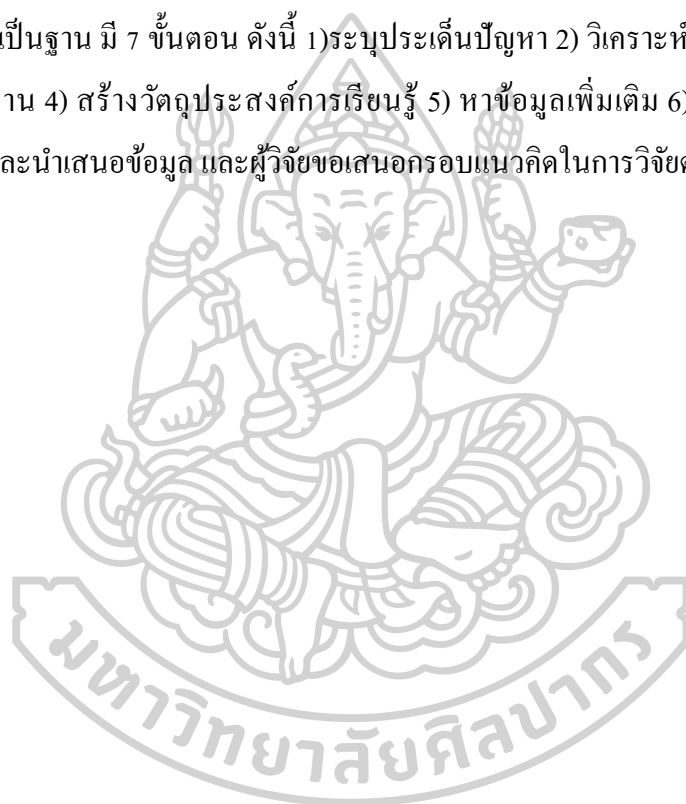 เป็นฐาน มี 7 ขั้นตอน ดังนี้ 1)ระบุประเด็นปัญหา 2) วิเคราะห์
าน 4) สร้างวัตถุประสงค์การเรียนรู้ 5) หาข้อมูลเพิ่มเติม 6)
ละนำเสนอข้อมูล และผู้วิจัยขอเสนอกรอบแนวคิดในการวิจัย
มหาวิทยาลัยศิลปากร